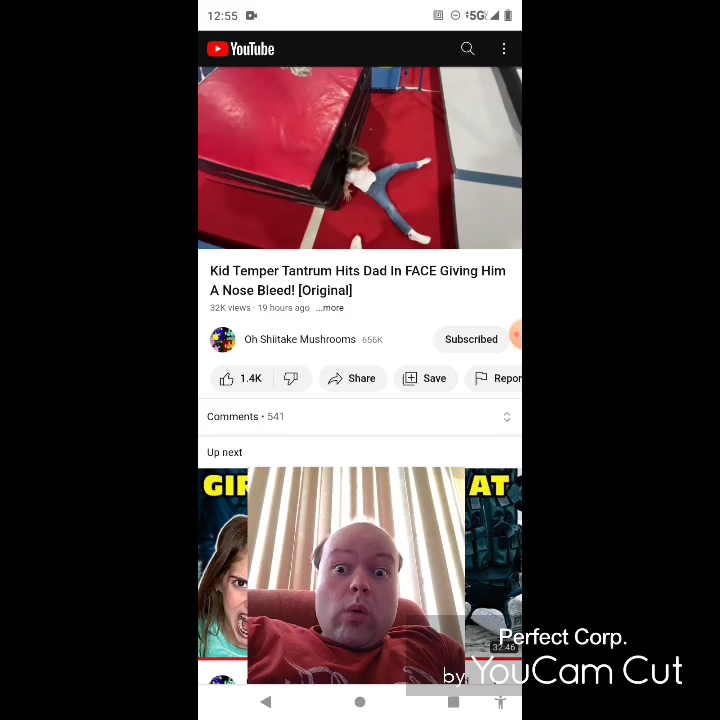 12:55
5G
YouTube
Kid Temper Tantrum Hits Dad In FACE Giving Him
A Nose Bleed! [Original]
32K views · 19 hours ago ...more
Oh Shiitake Mushrooms 656K
Subscribed
1.4K
Share
Save
Repor
Comments • 541
Up next
GIR
AT
32:46
Perfect Corp.
by YouCam Cut